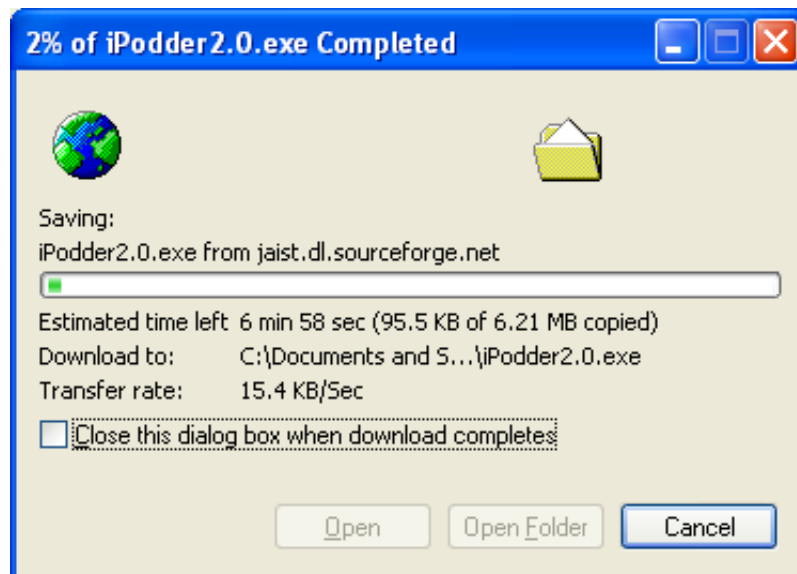 2% of iPodder2.0.exe Completed
Saving:
iPodder2.0.exe from jaist.dl.sourceforge.net
Estimated time left 6 min 58 sec (95.5 KB of 6.21 MB copied)
Download to: C:\Documents and S...\iPodder2.0.exe
Transfer rate: 15.4 KB/Sec
Close this dialog box when download completes
Open Open Folder Cancel